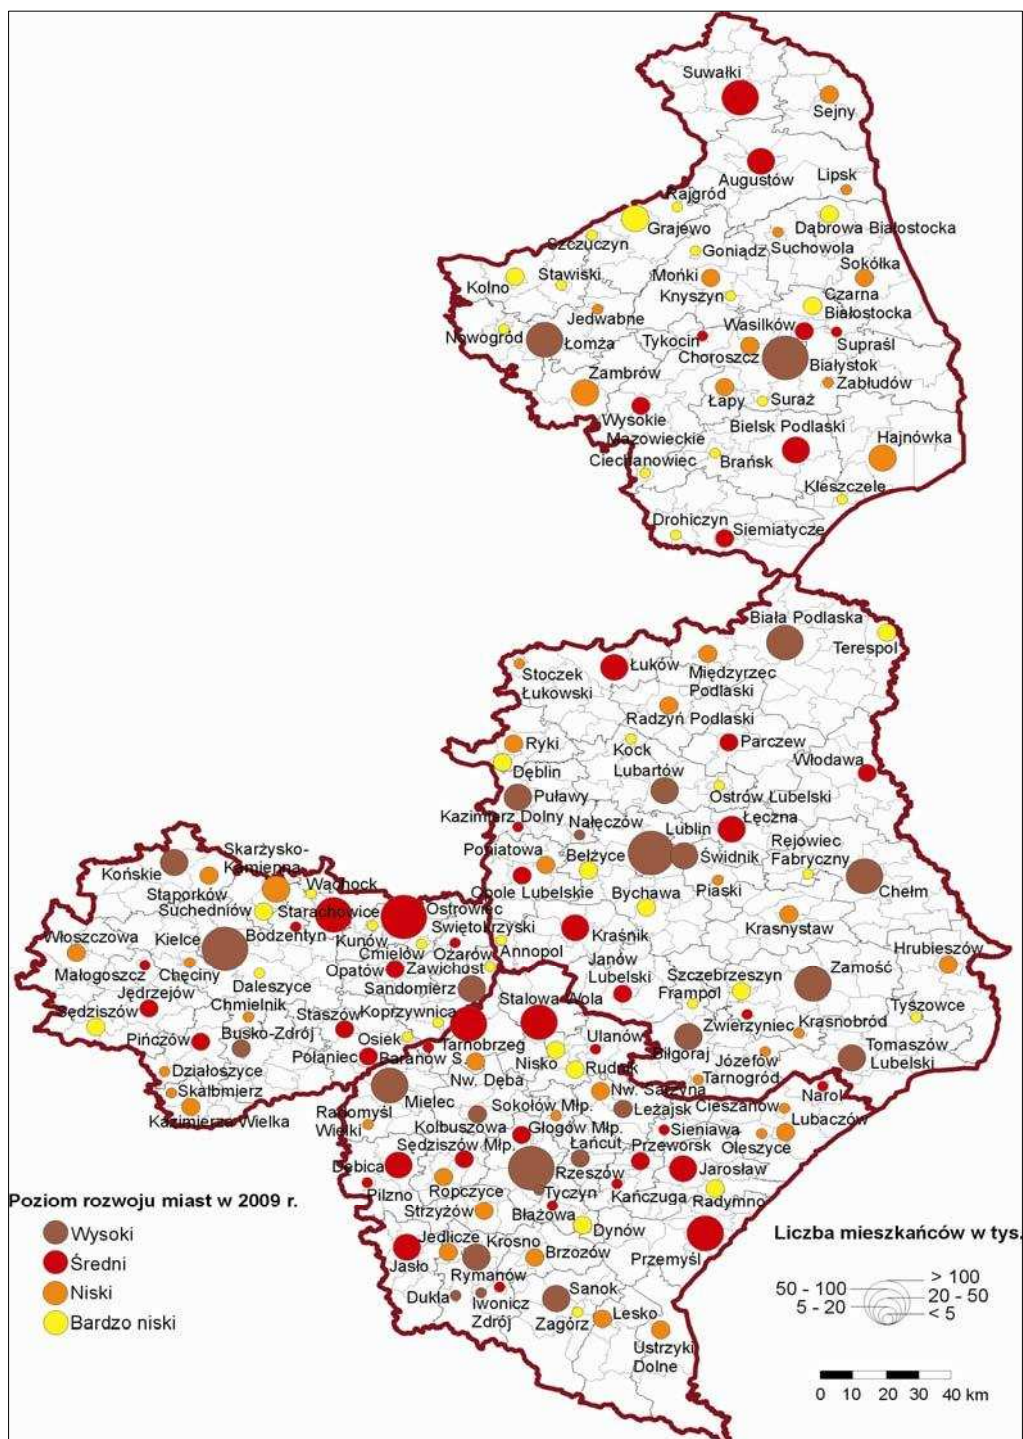 Suwałki
Sejny
Augustów
Lipsk
Rajgród
Grajewo
Dąbrowa Białostocka
Szczuczyn
Goniądz
Suchowola
Kolno
Stawiski
Mońki
Sokółka
Knyszyn
Czarna
Białostocka
Jedwabne
Nowogród
Łomża
Wasilków
Tykocin
Supraśl
Choroszcz
Białystok
Zambrów
Zabłudów
Łapy
Suraż
Wysokie
Mazowieckie
Bielsk Podlaski
Hajnówka
Ciechanowiec
Brańsk
Kleszczele
Drohiczyn
Siemiatycze
Biała Podlaska
Terespol
Stoczek
Łukowski
Łuków
Międzyrzec
Podlaski
Radzyń Podlaski
Ryki
Kock
Parczew
Dęblin
Lubartów
Włodawa
Puławy
Ostrów Lubelski
Kazimierz Dolny
Nałęczów
Lublin
Łęczna
Poniatowa
Bełżyce
Świdnik
Rejowiec
Fabryczny
Chełm
Opole Lubelskie
Bychawa
Piaski
Krasnystaw
Kraśnik
Annopol
Hrubieszów
Janów
Lubelski
Szczebrzeszyn
Zamość
Frampol
Tyszowce
Zwierzyniec
Krasnobród
Biłgoraj
Józefów
Tomaszów
Lubelski
Tarnogród
Skarżysko-
Kamienna
Końskie
Stąporków
Wąchock
Suchedniów
Starachowice
Ostrowiec
Świętokrzyski
Bodzentyn
Kunów
Ćmielów
Ożarów
Włoszczowa
Kielce
Małogoszcz
Chęciny
Daleszyce
Opatów
Zawichost
Sandomierz
Jędrzejów
Chmielnik
Sędziszów
Staszów
Koprzywnica
Pińczów
Busko-Zdrój
Osiek
Połaniec
Działoszyce
Skalbmierz
Kazimierza Wielka
Stalowa Wola
Tarnobrzeg
Baranów S.
Ulanów
Nisko
Rudnik
Nw. Dęba
Mielec
Nw. Sarzyna
Radomyśl
Wielki
Sokołów Młp.
Leżajsk
Cieszanów
Narol
Kolbuszowa
Głogów Młp.
Sieniawa
Lubaczów
Oleszyce
Sędziszów Młp.
Łańcut
Przeworsk
Dębica
Rzeszów
Jarosław
Pilzno
Ropczyce
Tyczyn
Kańczuga
Radymno
Strzyżów
Błażowa
Dynów
Przemyśl
Jedlicze
Krosno
Brzozów
Jasło
Rymanów
Dukla
Iwonicz
Zdrój
Sanok
Zagórz
Lesko
Ustrzyki
Dolne
Poziom rozwoju miast w 2009 r.
Wysoki
Średni
Niski
Bardzo niski
Liczba mieszkańców w tys.
50 - 100
5 - 20
> 100
20 - 50
< 5
0 10 20 30 40 km